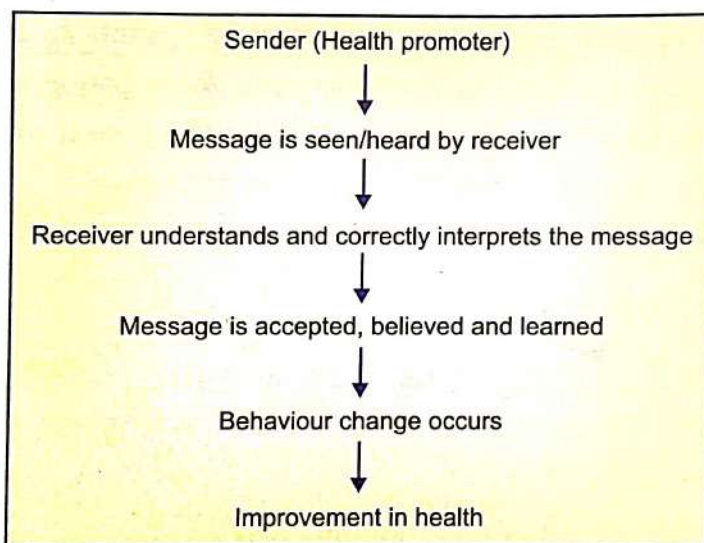 Sender (Health promoter)
Message is seen/heard by receiver
Receiver understands and correctly interprets the message
Message is accepted, believed and learned
Behaviour change occurs
Improvement in health